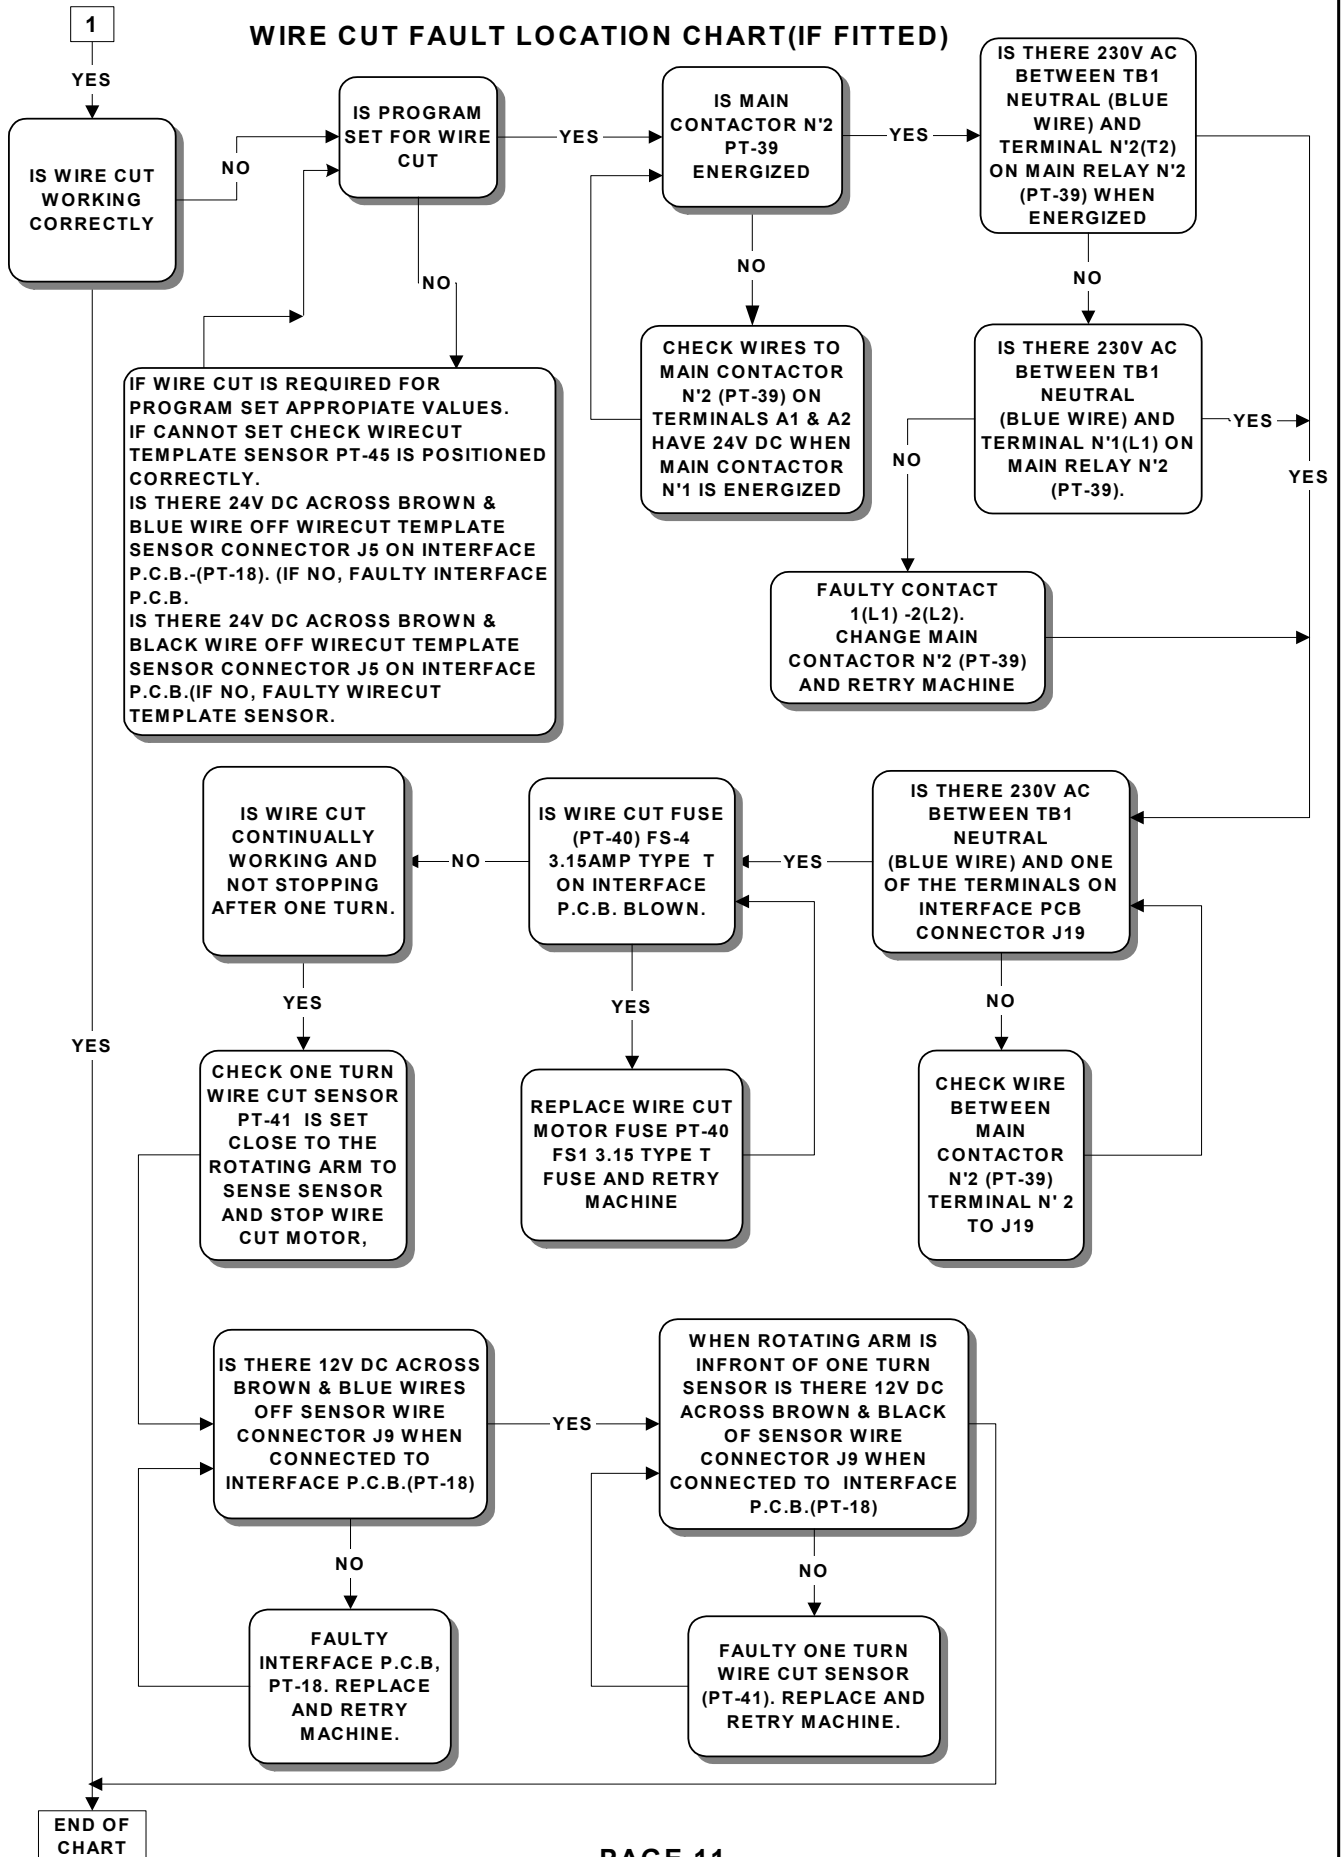 1
WIRE CUT FAULT LOCATION CHART(IF FITTED)
YES
IS WIRE CUT
WORKING
CORRECTLY
NO
IS PROGRAM
SET FOR WIRE
CUT
YES
IS MAIN
CONTACTOR N'2
PT-39
ENERGIZED
YES
IS THERE 230V AC
BETWEEN TB1
NEUTRAL (BLUE
WIRE) AND
TERMINAL N'2(T2)
ON MAIN RELAY N'2
(PT-39) WHEN
ENERGIZED
NO
NO
NO
IF WIRE CUT IS REQUIRED FOR
PROGRAM SET APPROPIATE VALUES.
IF CANNOT SET CHECK WIRECUT
TEMPLATE SENSOR PT-45 IS POSITIONED
CORRECTLY.
IS THERE 24V DC ACROSS BROWN &
BLUE WIRE OFF WIRECUT TEMPLATE
SENSOR CONNECTOR J5 ON INTERFACE
P.C.B.-(PT-18). (IF NO, FAULTY INTERFACE
P.C.B.
IS THERE 24V DC ACROSS BROWN &
BLACK WIRE OFF WIRECUT TEMPLATE
SENSOR CONNECTOR J5 ON INTERFACE
P.C.B.(IF NO, FAULTY WIRECUT
TEMPLATE SENSOR.
CHECK WIRES TO
MAIN CONTACTOR
N'2 (PT-39) ON
TERMINALS A1 & A2
HAVE 24V DC WHEN
MAIN CONTACTOR
N'1 IS ENERGIZED
IS THERE 230V AC
BETWEEN TB1
NEUTRAL
(BLUE WIRE) AND
TERMINAL N'1(L1) ON
MAIN RELAY N'2
(PT-39).
YES
NO
YES
FAULTY CONTACT
1(L1) -2(L2).
CHANGE MAIN
CONTACTOR N'2 (PT-39)
AND RETRY MACHINE
IS WIRE CUT
CONTINUALLY
WORKING AND
NOT STOPPING
AFTER ONE TURN.
NO
IS WIRE CUT FUSE
(PT-40) FS-4
3.15AMP TYPE T
ON INTERFACE
P.C.B. BLOWN.
YES
IS THERE 230V AC
BETWEEN TB1
NEUTRAL
(BLUE WIRE) AND ONE
OF THE TERMINALS ON
INTERFACE PCB
CONNECTOR J19
YES
YES
NO
YES
CHECK ONE TURN
WIRE CUT SENSOR
PT-41 IS SET
CLOSE TO THE
ROTATING ARM TO
SENSE SENSOR
AND STOP WIRE
CUT MOTOR,
REPLACE WIRE CUT
MOTOR FUSE PT-40
FS1 3.15 TYPE T
FUSE AND RETRY
MACHINE
CHECK WIRE
BETWEEN
MAIN
CONTACTOR
N'2 (PT-39)
TERMINAL N' 2
TO J19
IS THERE 12V DC ACROSS
BROWN & BLUE WIRES
OFF SENSOR WIRE
CONNECTOR J9 WHEN
CONNECTED TO
INTERFACE P.C.B.(PT-18)
YES
WHEN ROTATING ARM IS
INFRONT OF ONE TURN
SENSOR IS THERE 12V DC
ACROSS BROWN & BLACK
OF SENSOR WIRE
CONNECTOR J9 WHEN
CONNECTED TO INTERFACE
P.C.B.(PT-18)
NO
NO
FAULTY
INTERFACE P.C.B,
PT-18. REPLACE
AND RETRY
MACHINE.
FAULTY ONE TURN
WIRE CUT SENSOR
(PT-41). REPLACE AND
RETRY MACHINE.
END OF
CHART
PAGE 11